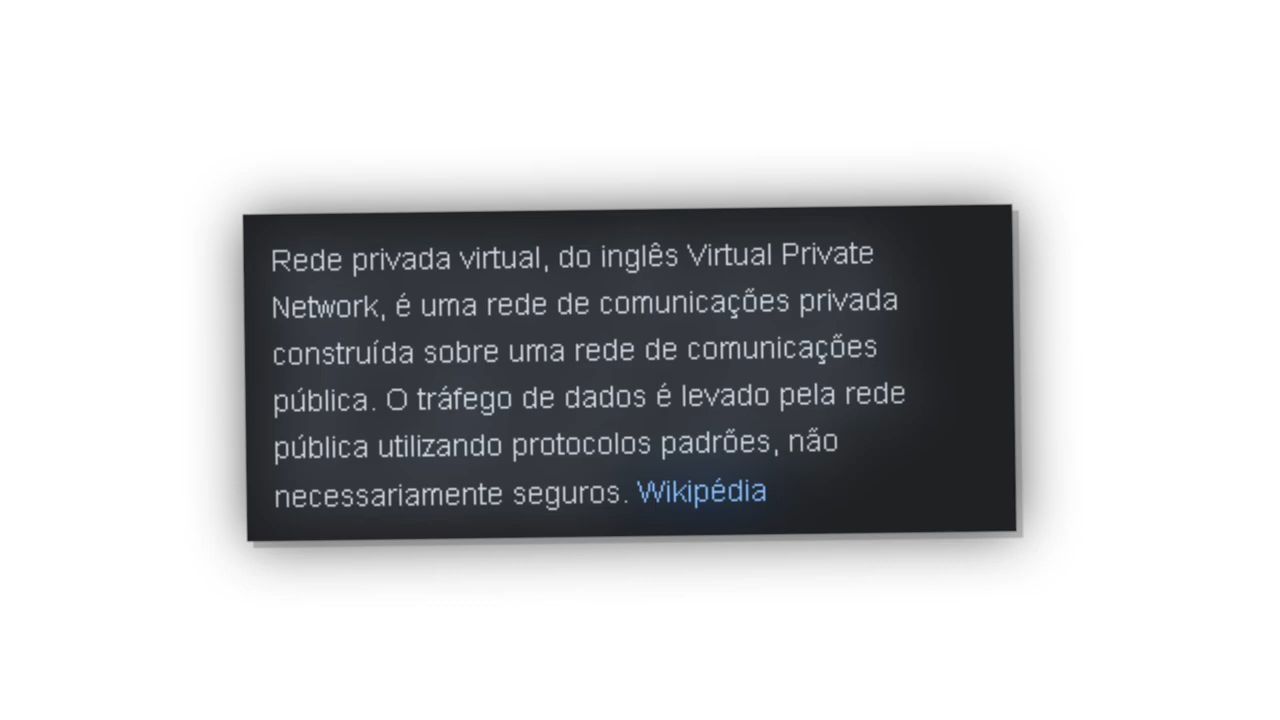 Rede privada virtual, do inglês Virtual Private
Network, é uma rede de comunicações privada
construída sobre uma rede de comunicações
pública. O tráfego de dados é levado pela rede
pública utilizando protocolos padrões, não
necessariamente seguros. Wikipédia